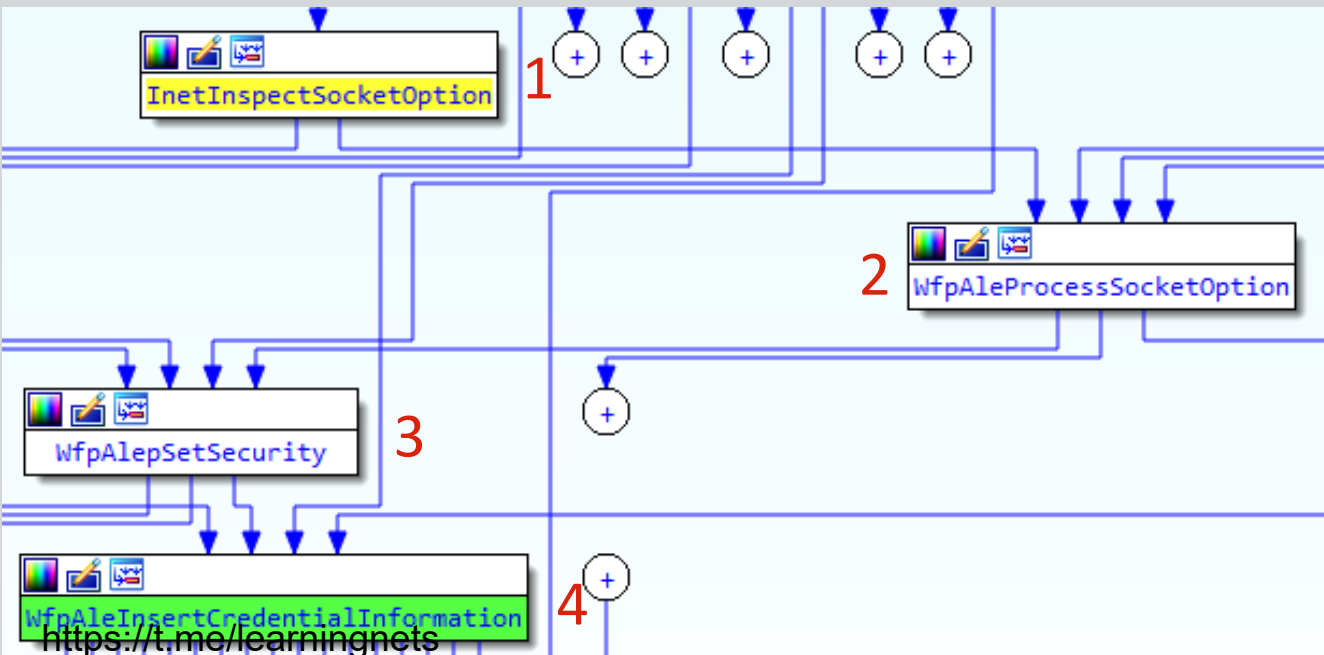 InetInspectSocketOption
1
+
+
+
+
+
2
WfpAleProcessSocketOption
+
WfpAlepSetSecurity
3
+
WfpAleInsertCredentialInformation
4
https://t.me/learningnets